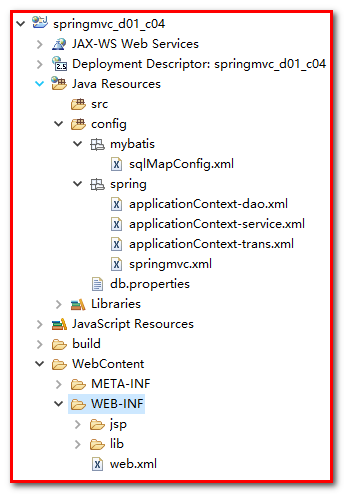 springmvc_d01_c04
JAX-WS Web Services
Deployment Descriptor: springmvc_d01_c04
Java Resources
src
config
mybatis
sqlMapConfig.xml
spring
applicationContext-dao.xml
applicationContext-service.xml
applicationContext-trans.xml
springmvc.xml
db.properties
Libraries
JavaScript Resources
build
WebContent
META-INF
WEB-INF
jsp
lib
web.xml